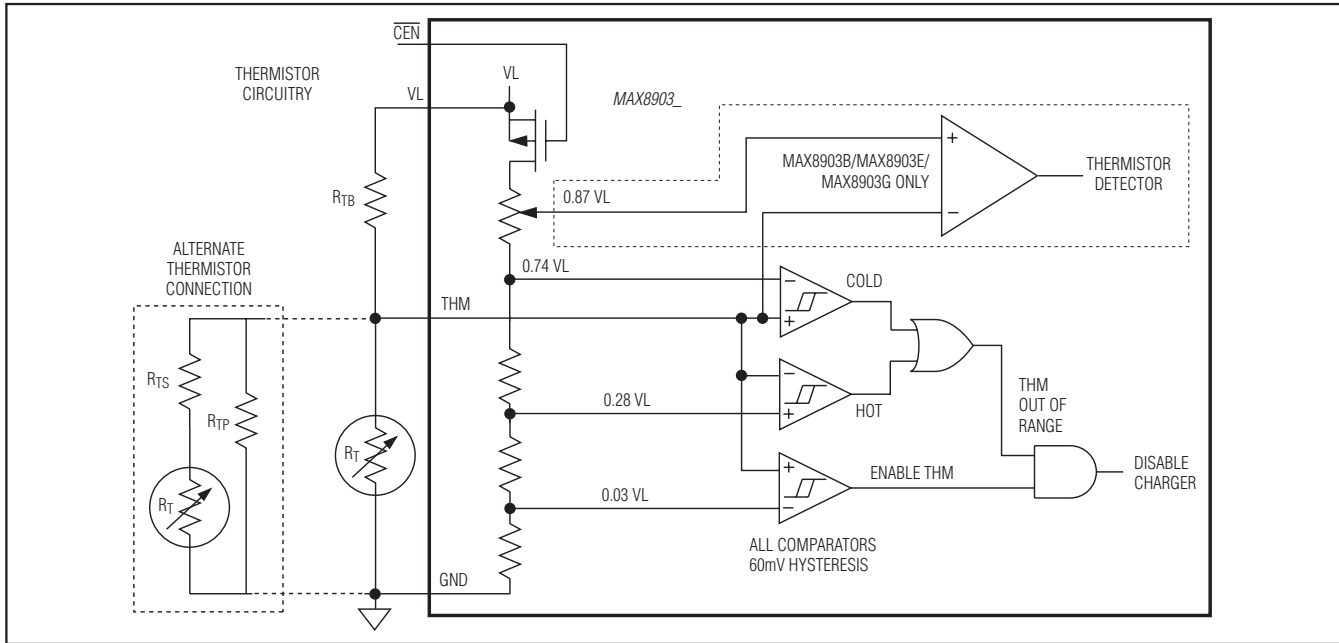 CEN
THERMISTOR
CIRCUITRY
VL
VL
MAX8903_
MAX8903B/MAX8903E/
MAX8903G ONLY
+
−
THERMISTOR
DETECTOR
RTB
0.87 VL
ALTERNATE
THERMISTOR
CONNECTION
0.74 VL
−
+
COLD
THM
RTS
RTP
−
+
HOT
0.28 VL
THM
OUT OF
RANGE
RT
RT
+
−
ENABLE THM
DISABLE
CHARGER
0.03 VL
ALL COMPARATORS
60mV HYSTERESIS
GND